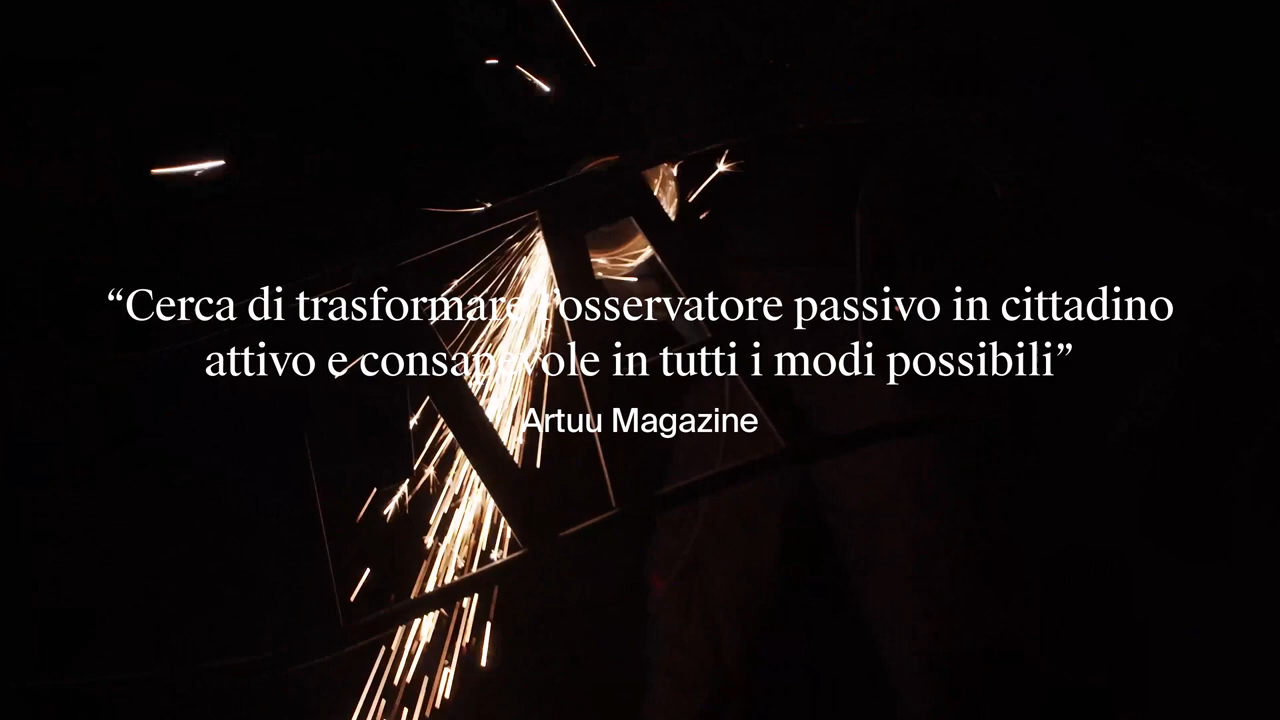 “Cerca di trasformare l’osservatore passivo in cittadino
attivo e consapevole in tutti i modi possibili”
Artuu Magazine